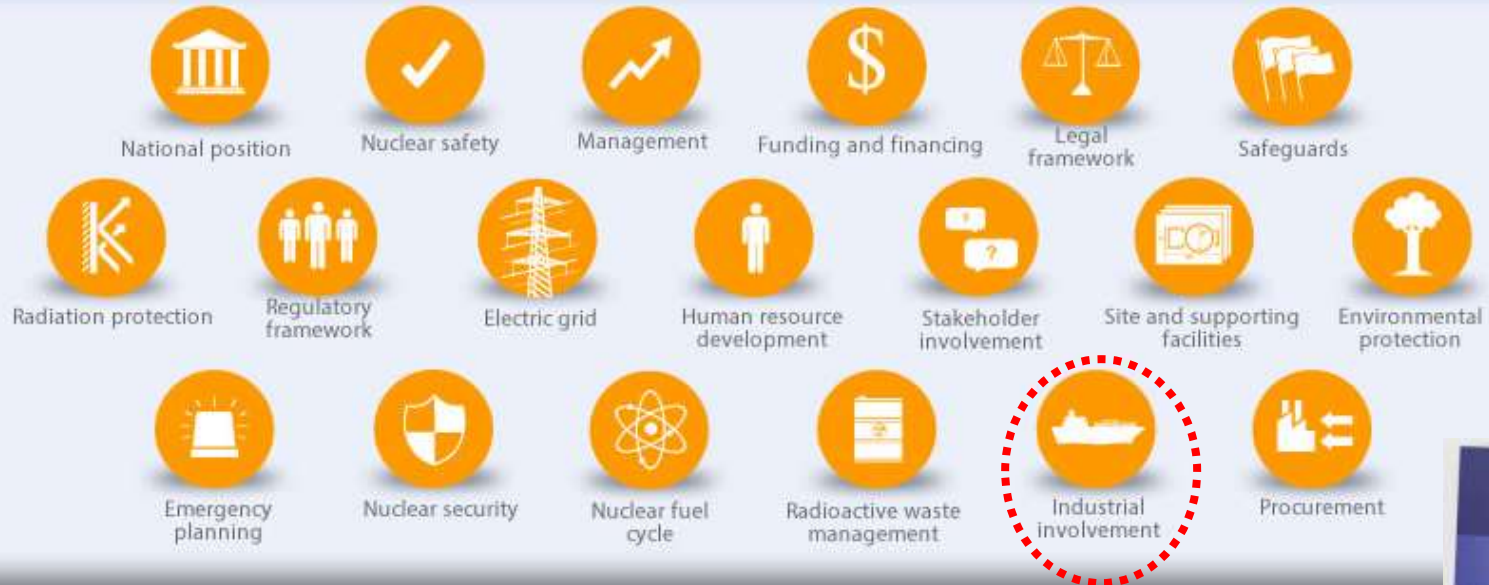 $
National position
Nuclear safety
Management
Funding and financing
Legal
framework
Safeguards
?
?
Radiation protection
Regulatory
framework
Electric grid
Human resource
development
Stakeholder
involvement
Site and supporting
facilities
Environmental
protection
Emergency
planning
Nuclear security
Nuclear fuel
cycle
Radioactive waste
management
Industrial
involvement
Procurement